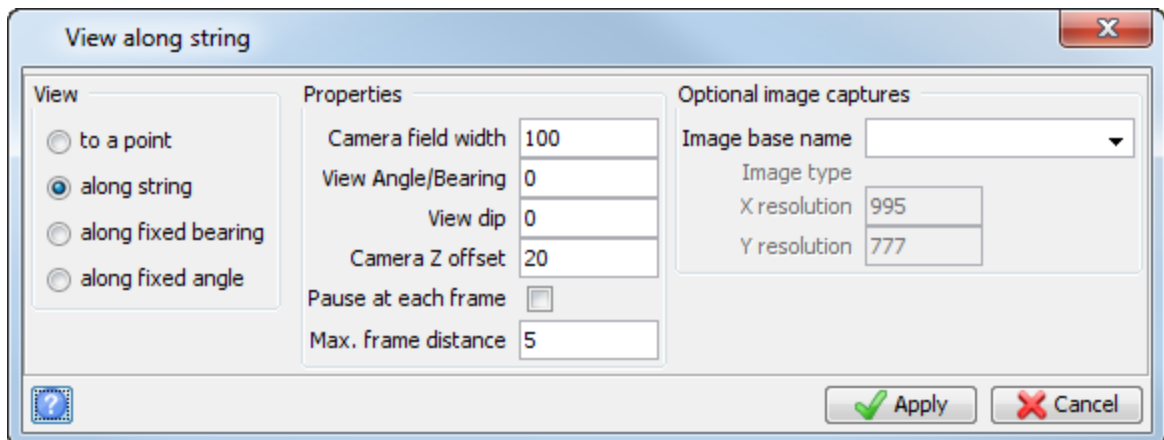 View along string
View
to a point
along string
along fixed bearing
along fixed angle
Properties
Camera field width 100
View Angle/Bearing 0
View dip 0
Camera Z offset 20
Pause at each frame
Max. frame distance 5
Optional image captures
Image base name
Image type
X resolution 995
Y resolution 777
?
Apply
Cancel